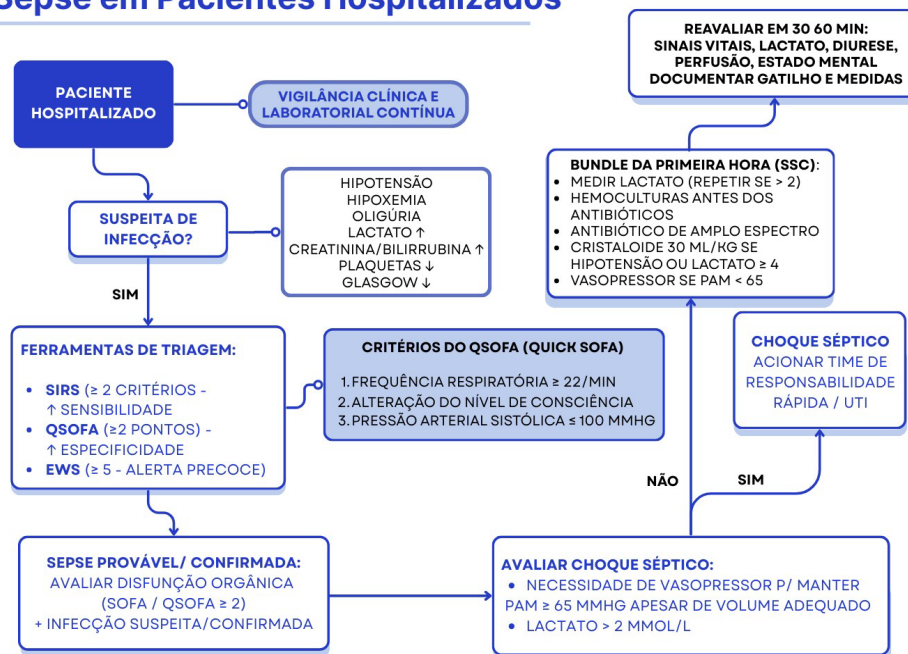 Sepse em Pacientes Hospitalizados
PACIENTE
HOSPITALIZADO
VIGILÂNCIA CLÍNICA E
LABORATORIAL CONTÍNUA
SUSPEITA DE
INFECÇÃO?
HIPOTENSÃO
HIPOXEMIA
OLIGÚRIA
LACTATO ↑
CREATININA/BILIRRUBINA ↑
PLAQUETAS ↓
GLASGOW ↓
SIM
FERRAMENTAS DE TRIAGEM:
• SIRS (≥ 2 CRITÉRIOS -
↑ SENSIBILIDADE
• QSOFA (≥2 PONTOS) -
↑ ESPECIFICIDADE
• EWS (≥ 5 - ALERTA PRECOCE)
CRITÉRIOS DO QSOFA (QUICK SOFA)
1. FREQUÊNCIA RESPIRATÓRIA ≥ 22/MIN
2. ALTERAÇÃO DO NÍVEL DE CONSCIÊNCIA
3. PRESSÃO ARTERIAL SISTÓLICA ≤ 100 MMHG
SEPSE PROVÁVEL/ CONFIRMADA:
AVALIAR DISFUNÇÃO ORGÂNICA
(SOFA / QSOFA ≥ 2)
+ INFECÇÃO SUSPEITA/CONFIRMADA
AVALIAR CHOQUE SÉPTICO:
• NECESSIDADE DE VASOPRESSOR P/ MANTER
PAM ≥ 65 MMHG APESAR DE VOLUME ADEQUADO
• LACTATO > 2 MMOL/L
NÃO
SIM
CHOQUE SÉPTICO
ACIONAR TIME DE
RESPONSABILIDADE
RÁPIDA / UTI
BUNDLE DA PRIMEIRA HORA (SSC):
• MEDIR LACTATO (REPETIR SE > 2)
• HEMOCULTURAS ANTES DOS
ANTIBIÓTICOS
• ANTIBIÓTICO DE AMPLO ESPECTRO
• CRISTALOIDE 30 ML/KG SE
HIPOTENSÃO OU LACTATO ≥ 4
• VASOPRESSOR SE PAM < 65
REAVALIAR EM 30 60 MIN:
SINAIS VITAIS, LACTATO, DIURESE,
PERFUSÃO, ESTADO MENTAL
DOCUMENTAR GATILHO E MEDIDAS